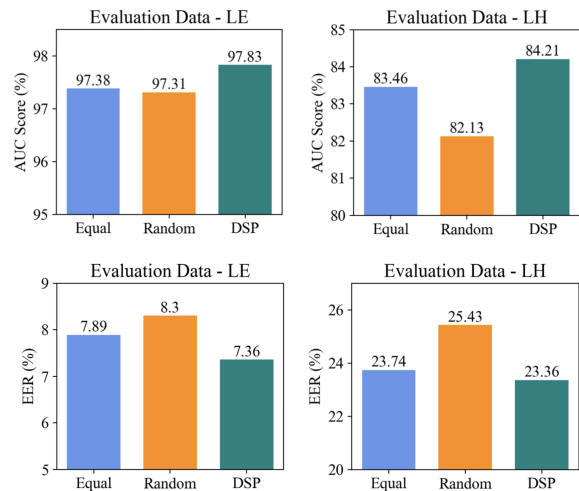 Evaluation Data - LE
AUC Score (%)
98
97
96
95
97.38
97.31
97.83
Equal Random DSP
Evaluation Data - LH
AUC Score (%)
85
84
83
82
81
80
83.46
82.13
84.21
Equal Random DSP
Evaluation Data - LE
EER (%)
9
8
7
6
5
7.89
8.3
7.36
Equal Random DSP
Evaluation Data - LH
EER (%)
26
24
22
20
23.74
25.43
23.36
Equal Random DSP